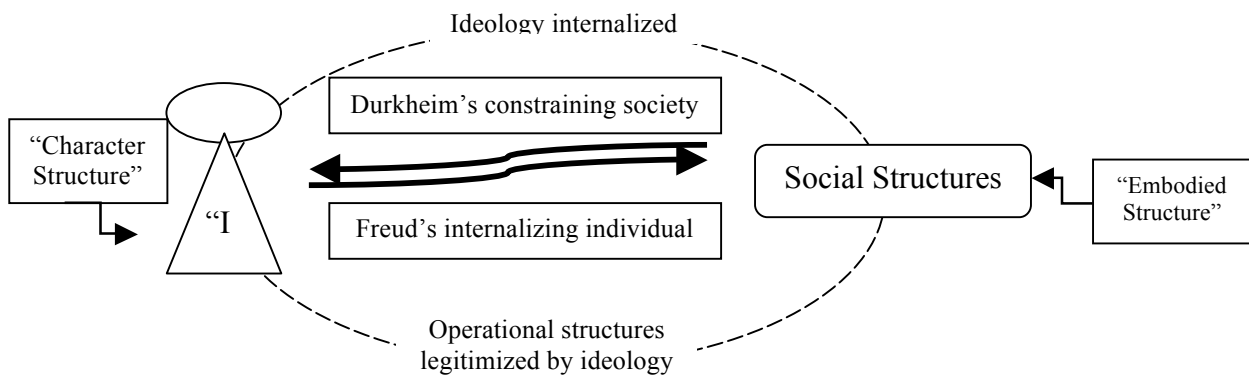 Ideology internalized
Durkheim’s constraining society
“Character
Structure”
Social Structures
“Embodied
Structure”
“I
Freud’s internalizing individual
Operational structures
legitimized by ideology